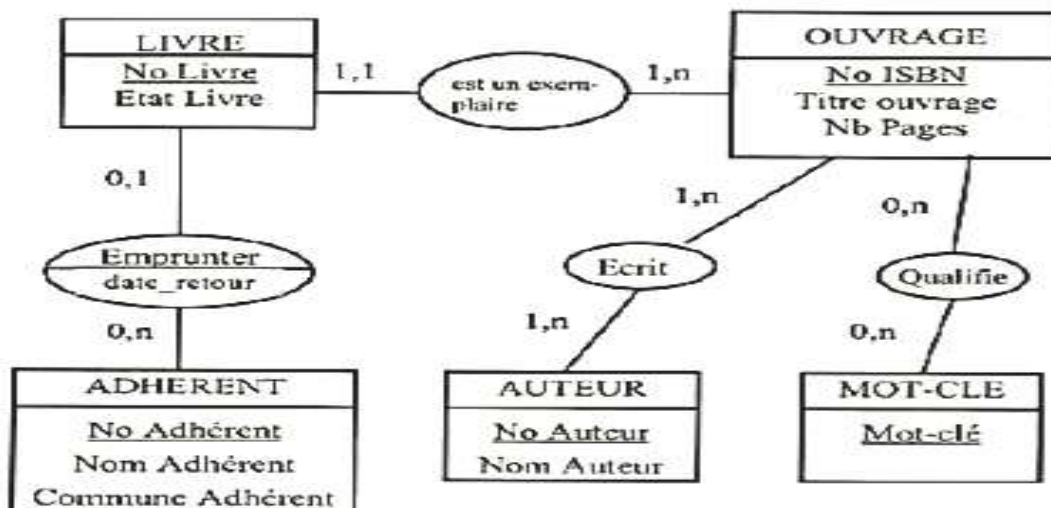 LIVRE
No Livre
Etat Livre
1,1
est un exem-
plaire
1,n
OUVRAGE
No ISBN
Titre ouvrage
Nb Pages
0,1
1,n
0,n
Emprunter
date_retour
Ecrit
Qualifie
0,n
1,n
0,n
ADHERENT
No Adhérent
Nom Adhérent
Commune Adhérent
AUTEUR
No Auteur
Nom Auteur
MOT-CLE
Mot-clé